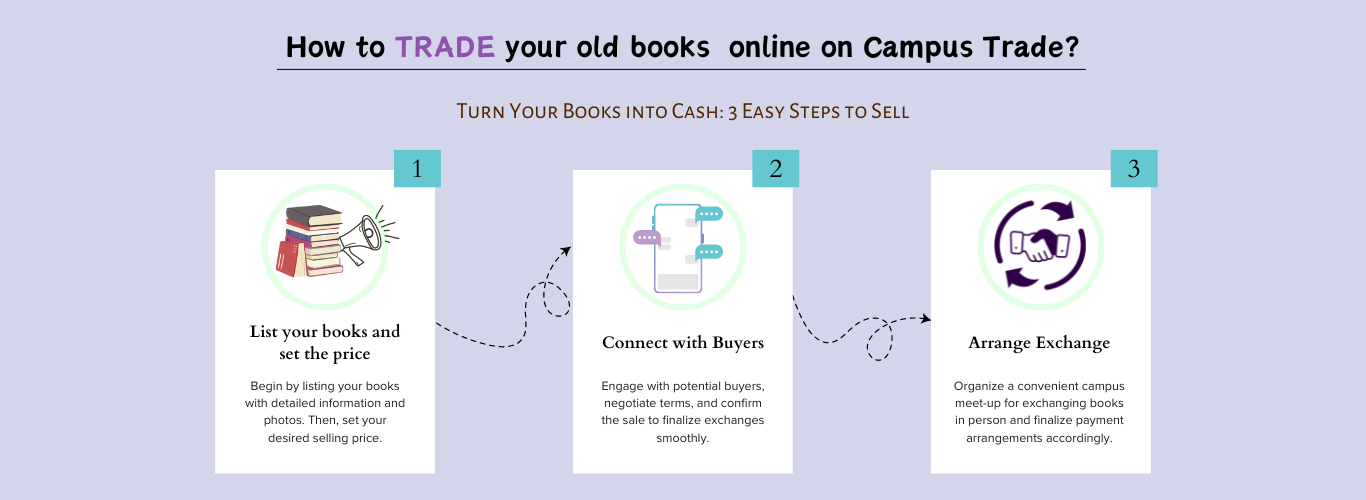 How to TRADE your old books  online on Campus Trade?
Turn Your Books into Cash: 3 Easy Steps to Sell
1
List your books and
set the price
Begin by listing your books
with detailed information and
photos. Then, set your
desired selling price.
2
Connect with Buyers
Engage with potential buyers,
negotiate terms, and confirm
the sale to finalize exchanges
smoothly.
3
Arrange Exchange
Organize a convenient campus
meet-up for exchanging books
in person and finalize payment
arrangements accordingly.